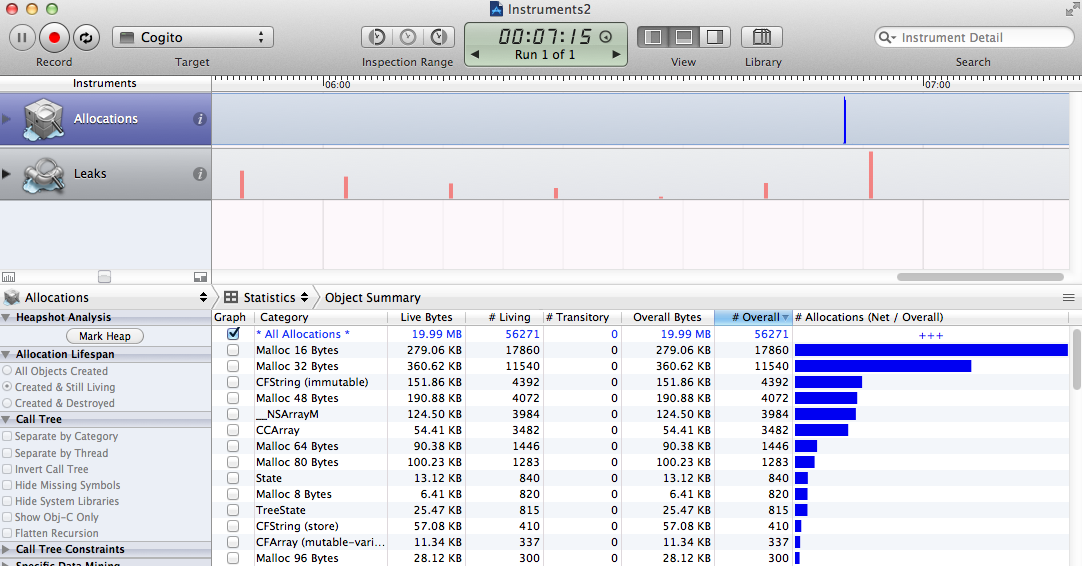 Instruments2
Cogito
00:07:15
Run 1 of 1
Instrument Detail
Record
Target
Inspection Range
View
Library
Search
Instruments
06:00
07:00
Allocations
Leaks
Allocations
Statistics
Object Summary
Heapshot Analysis
Mark Heap
Allocation Lifespan
All Objects Created
Created & Still Living
Created & Destroyed
Call Tree
Separate by Category
Separate by Thread
Invert Call Tree
Hide Missing Symbols
Hide System Libraries
Show Obj-C Only
Flatten Recursion
Call Tree Constraints
Specific Data Mining
Graph Category Live Bytes # Living # Transitory Overall Bytes # Overall # Allocations (Net / Overall)
* All Allocations * 19.99 MB 56271 0 19.99 MB 56271 +++
Malloc 16 Bytes 279.06 KB 17860 0 279.06 KB 17860
Malloc 32 Bytes 360.62 KB 11540 0 360.62 KB 11540
CFString (immutable) 151.86 KB 4392 0 151.86 KB 4392
Malloc 48 Bytes 190.88 KB 4072 0 190.88 KB 4072
__NSArrayM 124.50 KB 3984 0 124.50 KB 3984
CCArray 54.41 KB 3482 0 54.41 KB 3482
Malloc 64 Bytes 90.38 KB 1446 0 90.38 KB 1446
Malloc 80 Bytes 100.23 KB 1283 0 100.23 KB 1283
State 13.12 KB 840 0 13.12 KB 840
Malloc 8 Bytes 6.41 KB 820 0 6.41 KB 820
TreeState 25.47 KB 815 0 25.47 KB 815
CFString (store) 57.08 KB 410 0 57.08 KB 410
CFArray (mutable-vari... 11.34 KB 337 0 11.34 KB 337
Malloc 96 Bytes 28.12 KB 300 0 28.12 KB 300